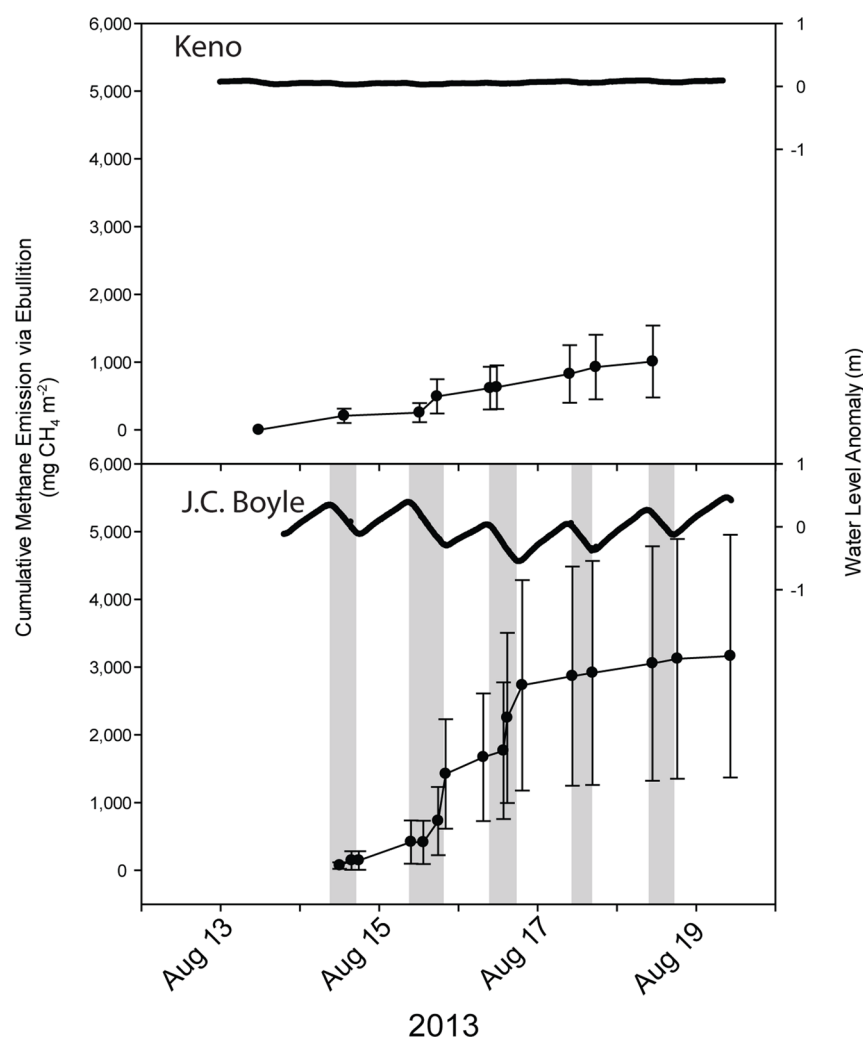 Cumulative Methane Emission via Ebullition
(mg CH₄ m⁻²)
Keno
6,000
5,000
4,000
3,000
2,000
1,000
0
1
0
-1
Water Level Anomaly (m)
J.C. Boyle
6,000
5,000
4,000
3,000
2,000
1,000
0
1
0
-1
Aug 13
Aug 15
Aug 17
Aug 19
2013